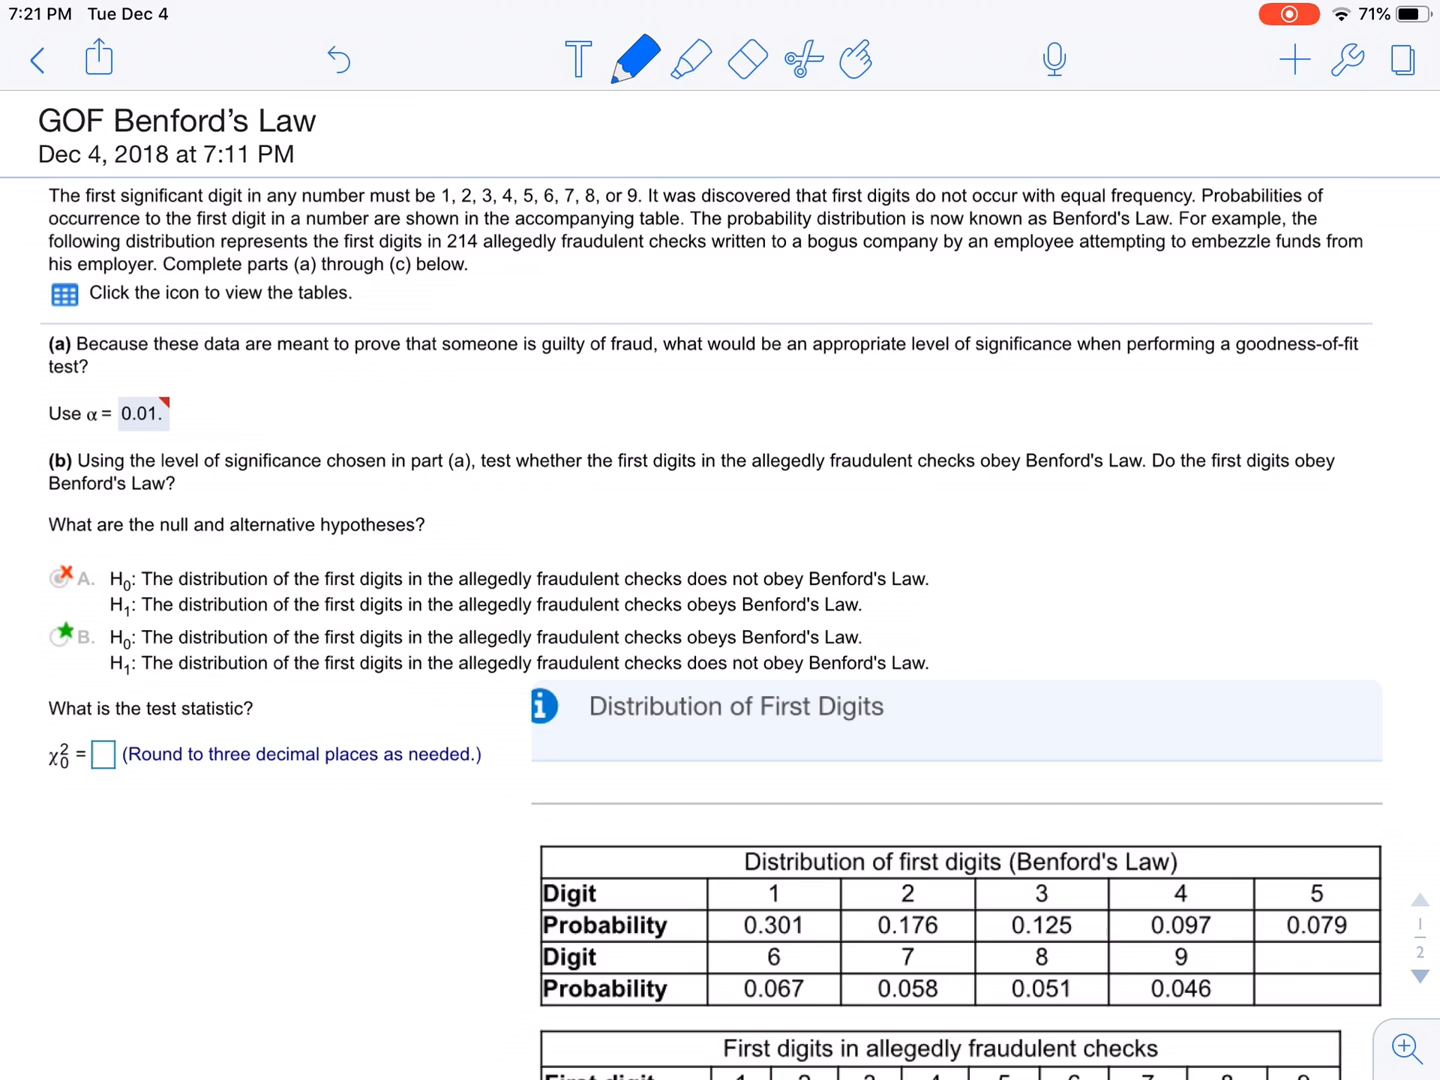 7:21 PM Tue Dec 4
71%
T
GOF Benford's Law
Dec 4, 2018 at 7:11 PM
The first significant digit in any number must be 1, 2, 3, 4, 5, 6, 7, 8, or 9. It was discovered that first digits do not occur with equal frequency. Probabilities of
occurrence to the first digit in a number are shown in the accompanying table. The probability distribution is now known as Benford's Law. For example, the
following distribution represents the first digits in 214 allegedly fraudulent checks written to a bogus company by an employee attempting to embezzle funds from
his employer. Complete parts (a) through (c) below.
Click the icon to view the tables.
(a) Because these data are meant to prove that someone is guilty of fraud, what would be an appropriate level of significance when performing a goodness-of-fit
test?
Use α = 0.01.
(b) Using the level of significance chosen in part (a), test whether the first digits in the allegedly fraudulent checks obey Benford's Law. Do the first digits obey
Benford's Law?
What are the null and alternative hypotheses?
A. H₀: The distribution of the first digits in the allegedly fraudulent checks does not obey Benford's Law.
H₁: The distribution of the first digits in the allegedly fraudulent checks obeys Benford's Law.
B. H₀: The distribution of the first digits in the allegedly fraudulent checks obeys Benford's Law.
H₁: The distribution of the first digits in the allegedly fraudulent checks does not obey Benford's Law.
What is the test statistic?
χ²₀ = (Round to three decimal places as needed.)
Distribution of First Digits
Distribution of first digits (Benford's Law)
Digit 1 2 3 4 5
Probability 0.301 0.176 0.125 0.097 0.079
Digit 6 7 8 9
Probability 0.067 0.058 0.051 0.046
1
2
First digits in allegedly fraudulent checks
First digit 1 2 3 4 5 6 7 8 9